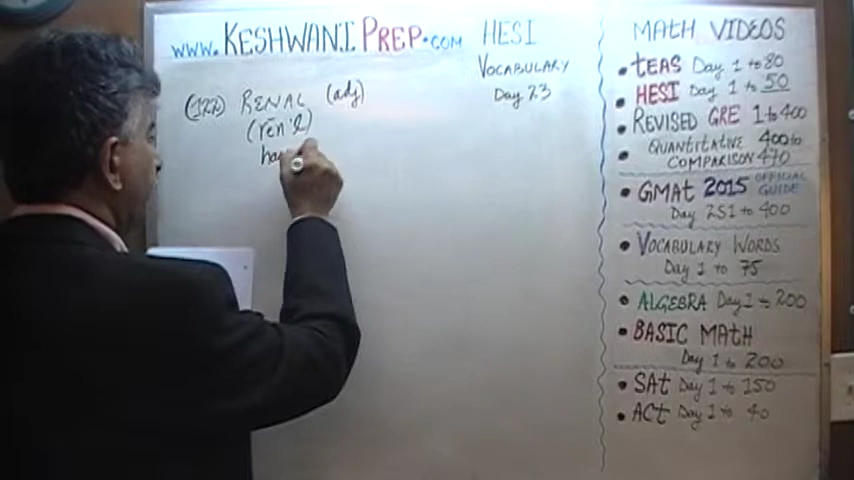 www.KESHWANI PREP.COM
HESI
VOCABULARY
Day 23
(122) RENAL (adj)
(rēn'l)
ha
MATH VIDEOS
• TEAS Day 1 to 80
• HESI Day 1 to 50
• REVISED GRE 1 to 400
• QUANTITATIVE 400 to
COMPARISON 470
• GMAT 2015 OFFICIAL GUIDE
Day 251 to 400
• VOCABULARY WORDS
Day 1 to 75
• ALGEBRA Day 1 to 200
• BASIC MATH
Day 1 to 200
• SAT Day 1 to 150
• ACT Day 1 to 40